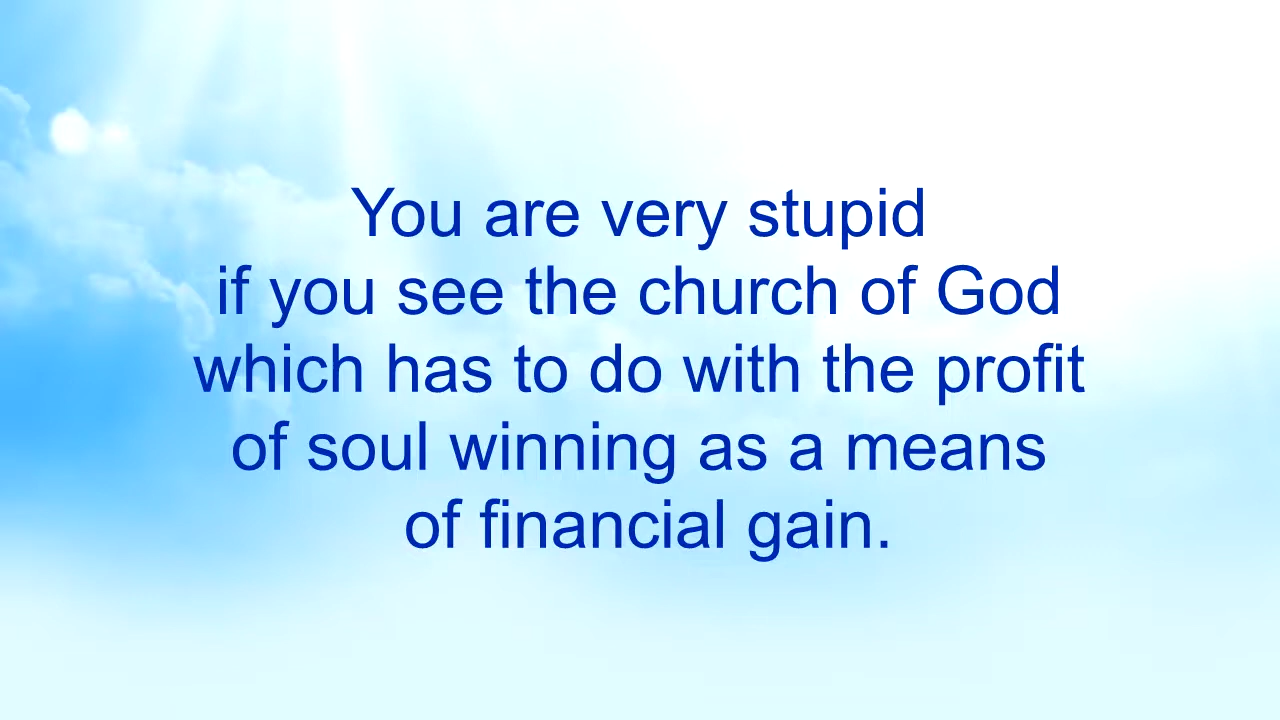 You are very stupid
if you see the church of God
which has to do with the profit
of soul winning as a means
of financial gain.